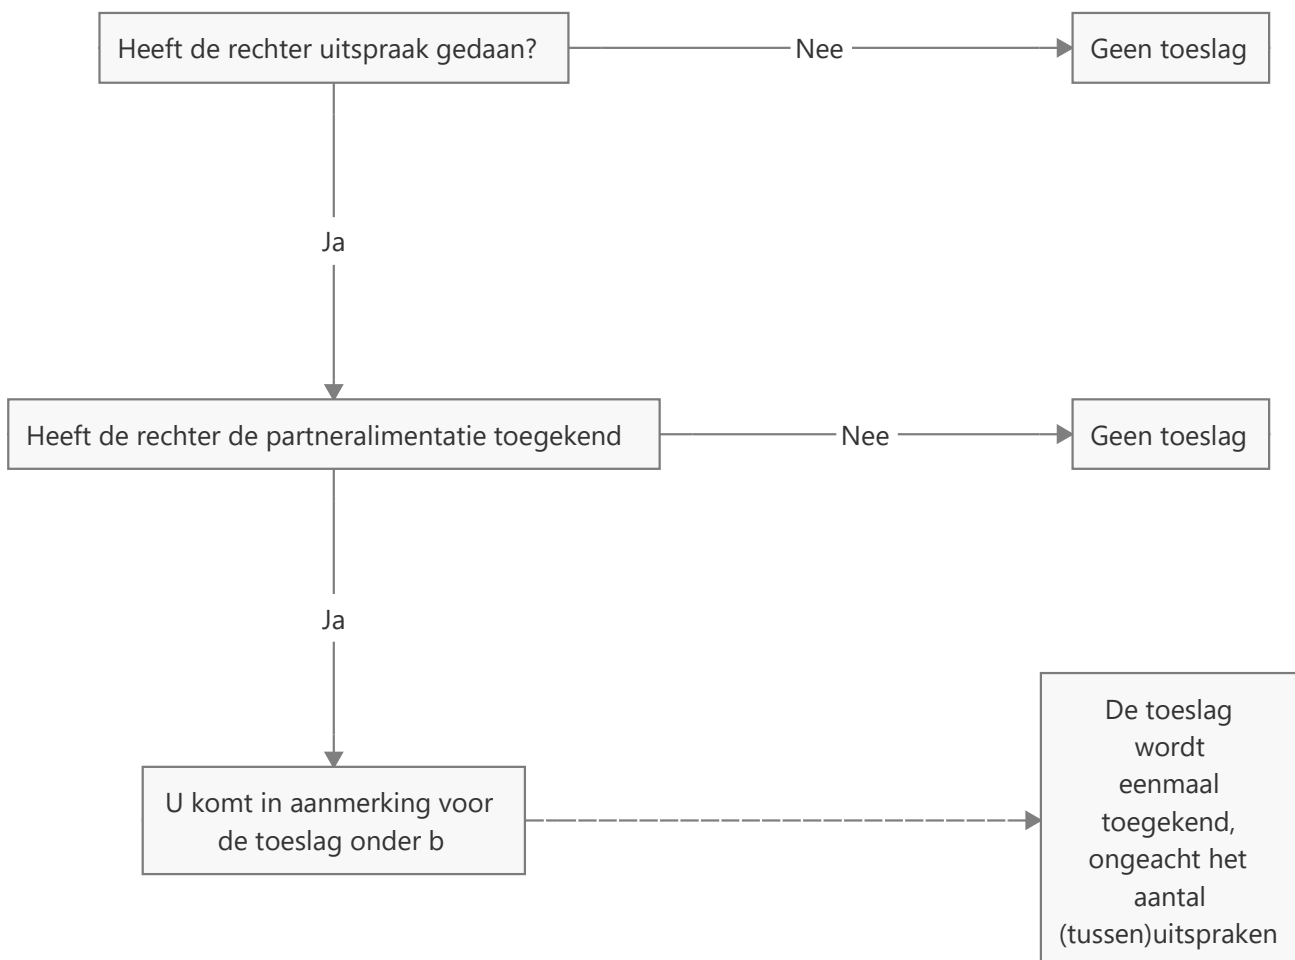 Heeft de rechter uitspraak gedaan?
Nee
Geen toeslag
Ja
Heeft de rechter de partneralimentatie toegekend
Nee
Geen toeslag
Ja
U komt in aanmerking voor
de toeslag onder b
De toeslag
wordt
eenmaal
toegekend,
ongeacht het
aantal
(tussen)uitspraken